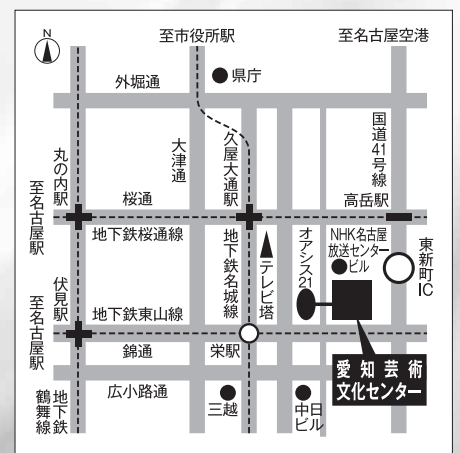 N
至市役所駅
至名古屋空港
県庁
外堀通
国道41号線
大津通
久屋大通駅
丸の内駅
至名古屋駅
桜通
高岳駅
地下鉄桜通線
地下鉄名城線
テレビ塔
オアシス21
NHK名古屋
放送センター
ビル
東新町IC
伏見駅
至名古屋駅
地下鉄東山線
錦通
栄駅
愛知芸術
文化センター
広小路通
地下鉄
鶴舞線
三越
中日
ビル